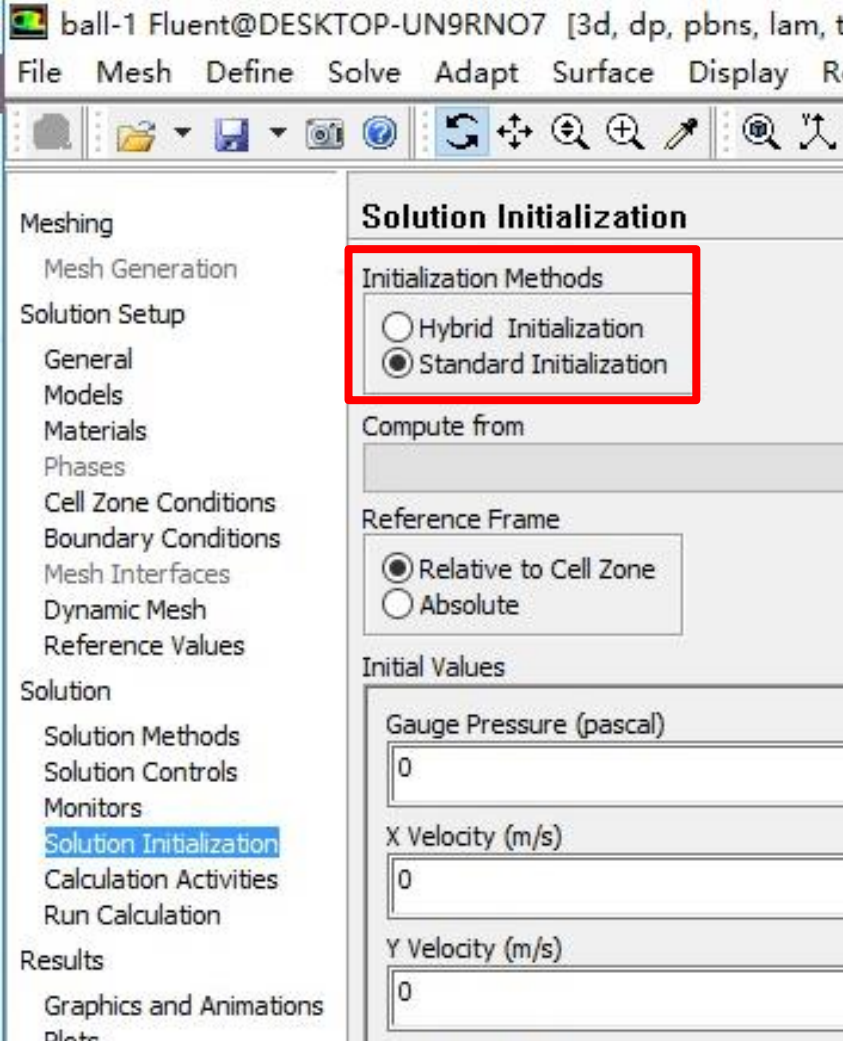 ball-1 Fluent@DESKTOP-UN9RNO7 [3d, dp, pbns, lam, t
File Mesh Define Solve Adapt Surface Display Re
Meshing
Mesh Generation
Solution Setup
General
Models
Materials
Phases
Cell Zone Conditions
Boundary Conditions
Mesh Interfaces
Dynamic Mesh
Reference Values
Solution
Solution Methods
Solution Controls
Monitors
Solution Initialization
Calculation Activities
Run Calculation
Results
Graphics and Animations
Plots
Solution Initialization
Initialization Methods
Hybrid Initialization
Standard Initialization
Compute from
Reference Frame
Relative to Cell Zone
Absolute
Initial Values
Gauge Pressure (pascal)
0
X Velocity (m/s)
0
Y Velocity (m/s)
0